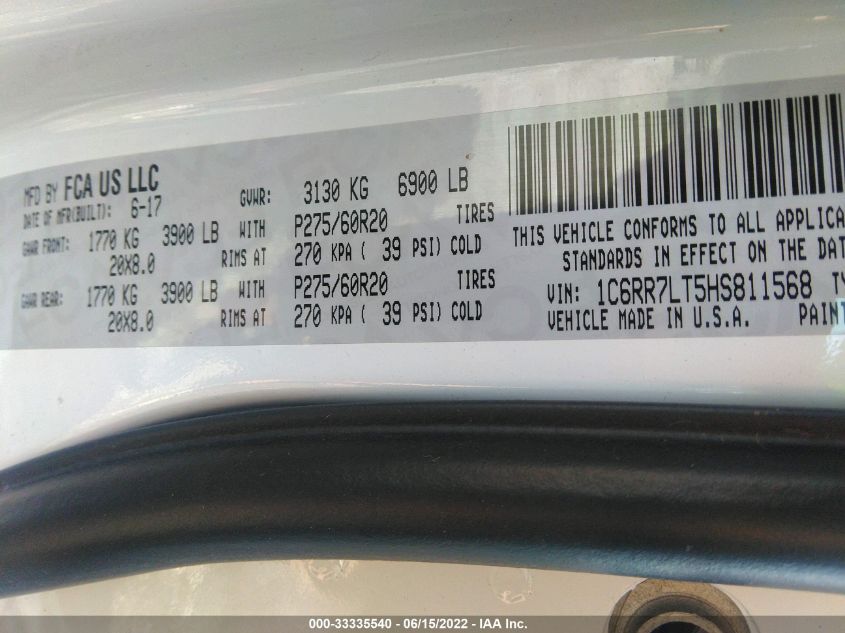 MFD BY FCA US LLC
DATE OF MFR(BUILT): 6-17
GVWR: 3130 KG 6900 LB
GAWR FRONT: 1770 KG 3900 LB WITH P275/60R20 TIRES
20X8.0 RIMS AT 270 KPA ( 39 PSI) COLD
GAWR REAR: 1770 KG 3900 LB WITH P275/60R20 TIRES
20X8.0 RIMS AT 270 KPA ( 39 PSI) COLD
THIS VEHICLE CONFORMS TO ALL APPLICA
STANDARDS IN EFFECT ON THE DAT
VIN: 1C6RR7LT5HS811568 TY
VEHICLE MADE IN U.S.A. PAINT
000-33335540 - 06/15/2022 - IAA Inc.